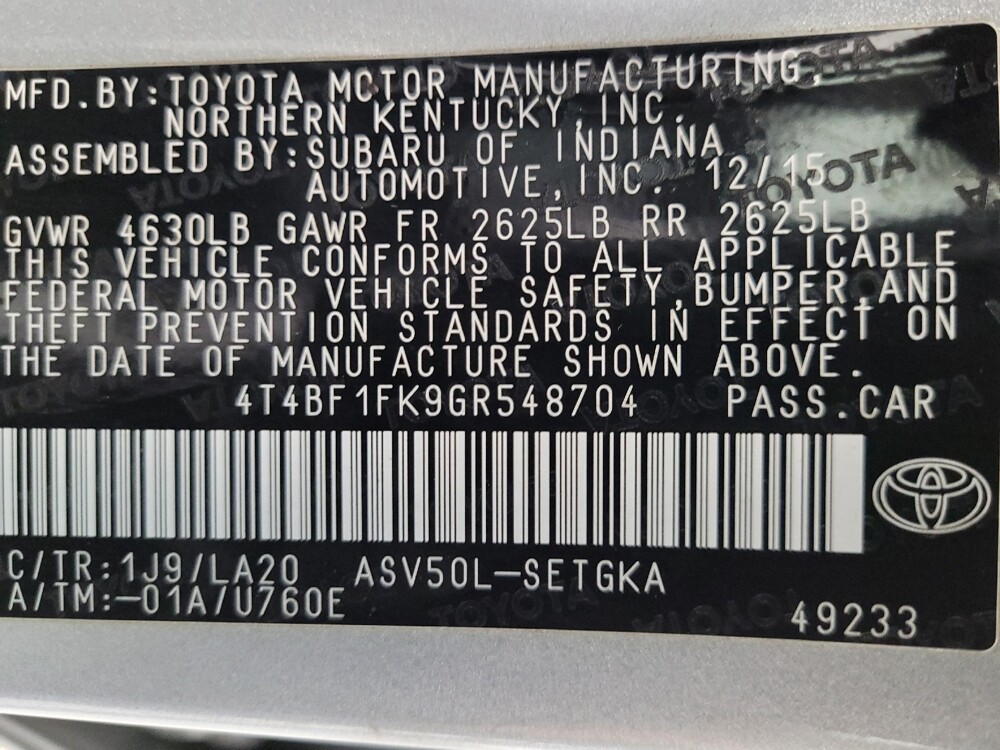 MFD.BY:TOYOTA MOTOR MANUFACTURING,
NORTHERN KENTUCKY,INC.
ASSEMBLED BY:SUBARU OF INDIANA
AUTOMOTIVE,INC. 12/15
GVWR 4630LB GAWR FR 2625LB RR 2625LB
THIS VEHICLE CONFORMS TO ALL APPLICABLE
FEDERAL MOTOR VEHICLE SAFETY,BUMPER,AND
THEFT PREVENTION STANDARDS IN EFFECT ON
THE DATE OF MANUFACTURE SHOWN ABOVE.
4T4BF1FK9GR548704 PASS.CAR
C/TR:1J9/LA20 ASV50L-SETGKA
A/TM:-01A/U760E
49233